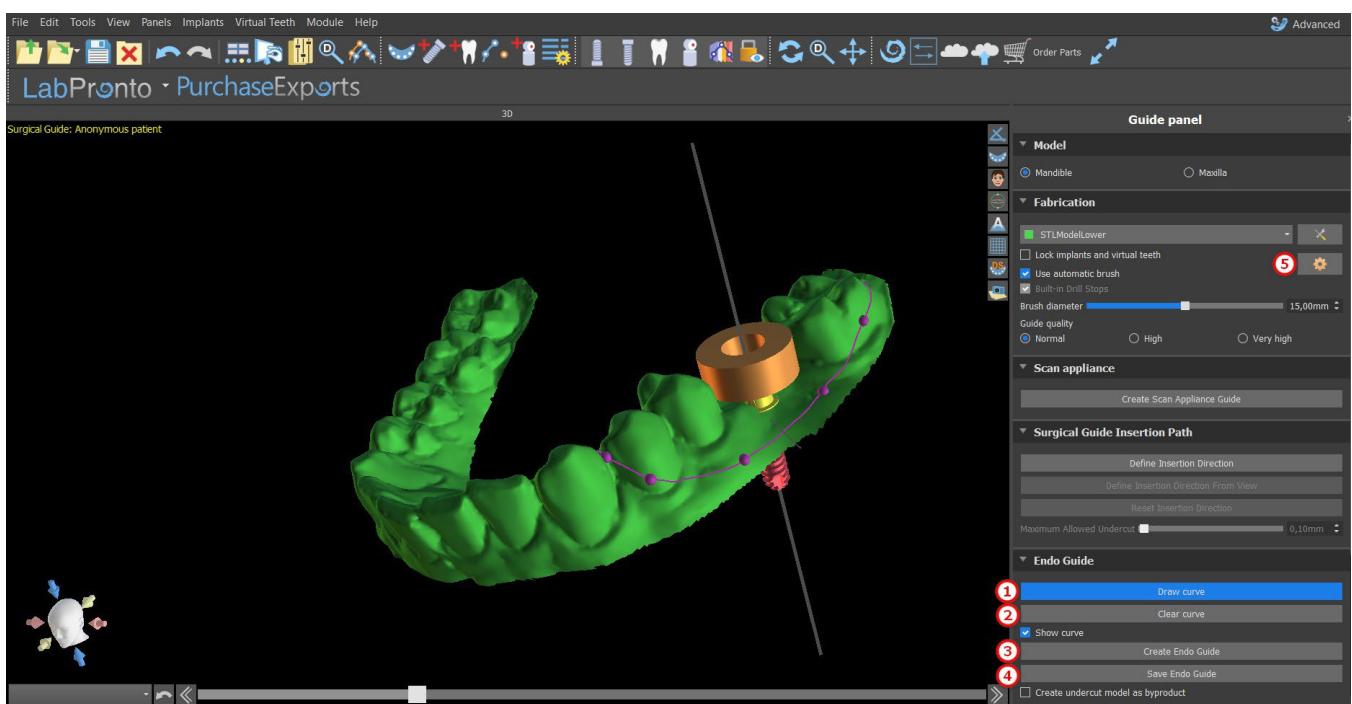 File Edit Tools View Panels Implants Virtual Teeth Module Help
Advanced
Order Parts
LabPronto PurchaseExports
3D
Surgical Guide: Anonymous patient
Guide panel
Model
Mandible Maxilla
Fabrication
STLModelLower
Lock implants and virtual teeth
5
Use automatic brush
Built-in Drill Stops
Brush diameter 15,00mm
Guide quality
Normal High Very high
Scan appliance
Create Scan Appliance Guide
Surgical Guide Insertion Path
Define Insertion Direction
Define Insertion Direction From View
Reset Insertion Direction
Maximum Allowed Undercut 0,10mm
Endo Guide
1 Draw curve
2 Clear curve
Show curve
3 Create Endo Guide
4 Save Endo Guide
Create undercut model as byproduct